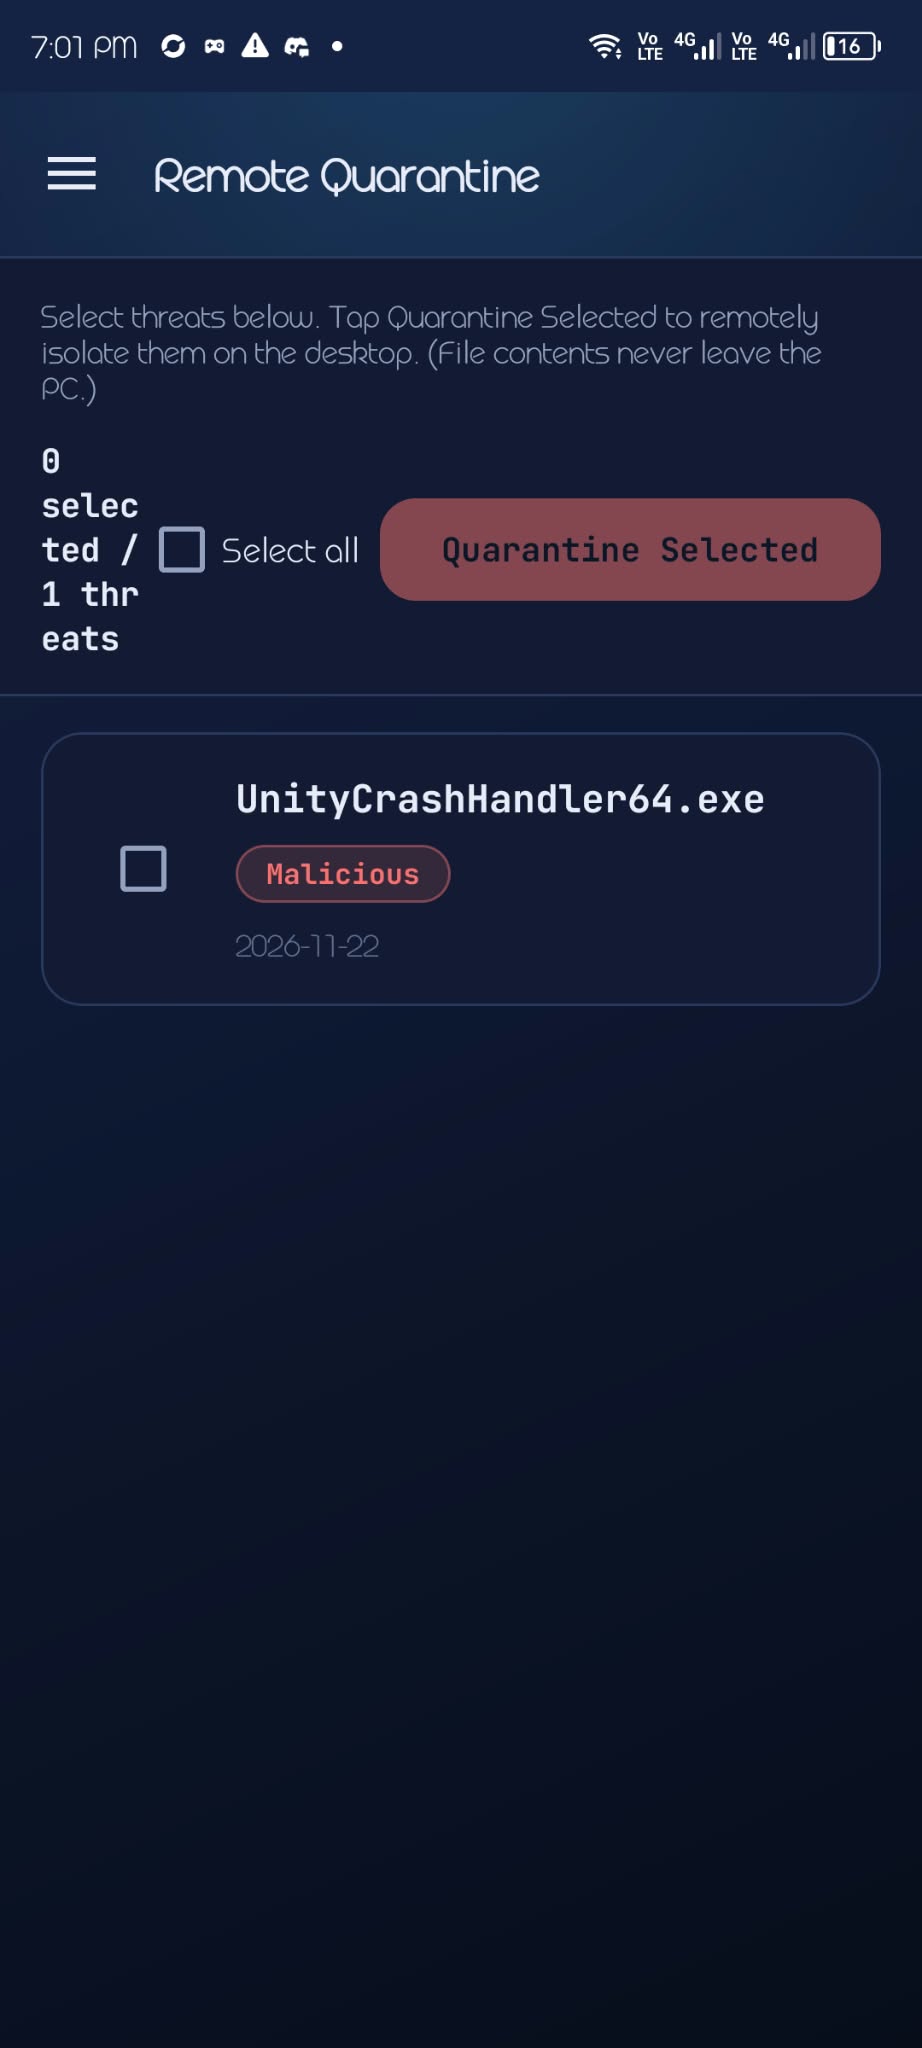 7:01 PM Vo LTE 4G Vo LTE 4G 16
Remote Quarantine
Select threats below. Tap Quarantine Selected to remotely
isolate them on the desktop. (File contents never leave the
PC.)
0
selec
ted /
1 thr
eats
Select all
Quarantine Selected
UnityCrashHandler64.exe
Malicious
2026-11-22